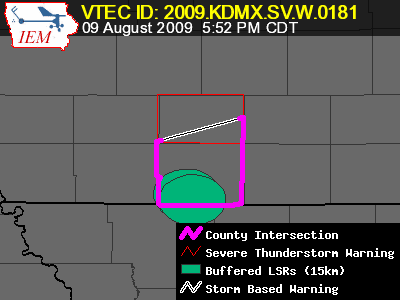 IEM
VTEC ID: 2009.KDMX.SV.W.0181
09 August 2009  5:52 PM CDT
County Intersection
Severe Thunderstorm Warning
Buffered LSRs (15km)
Storm Based Warning